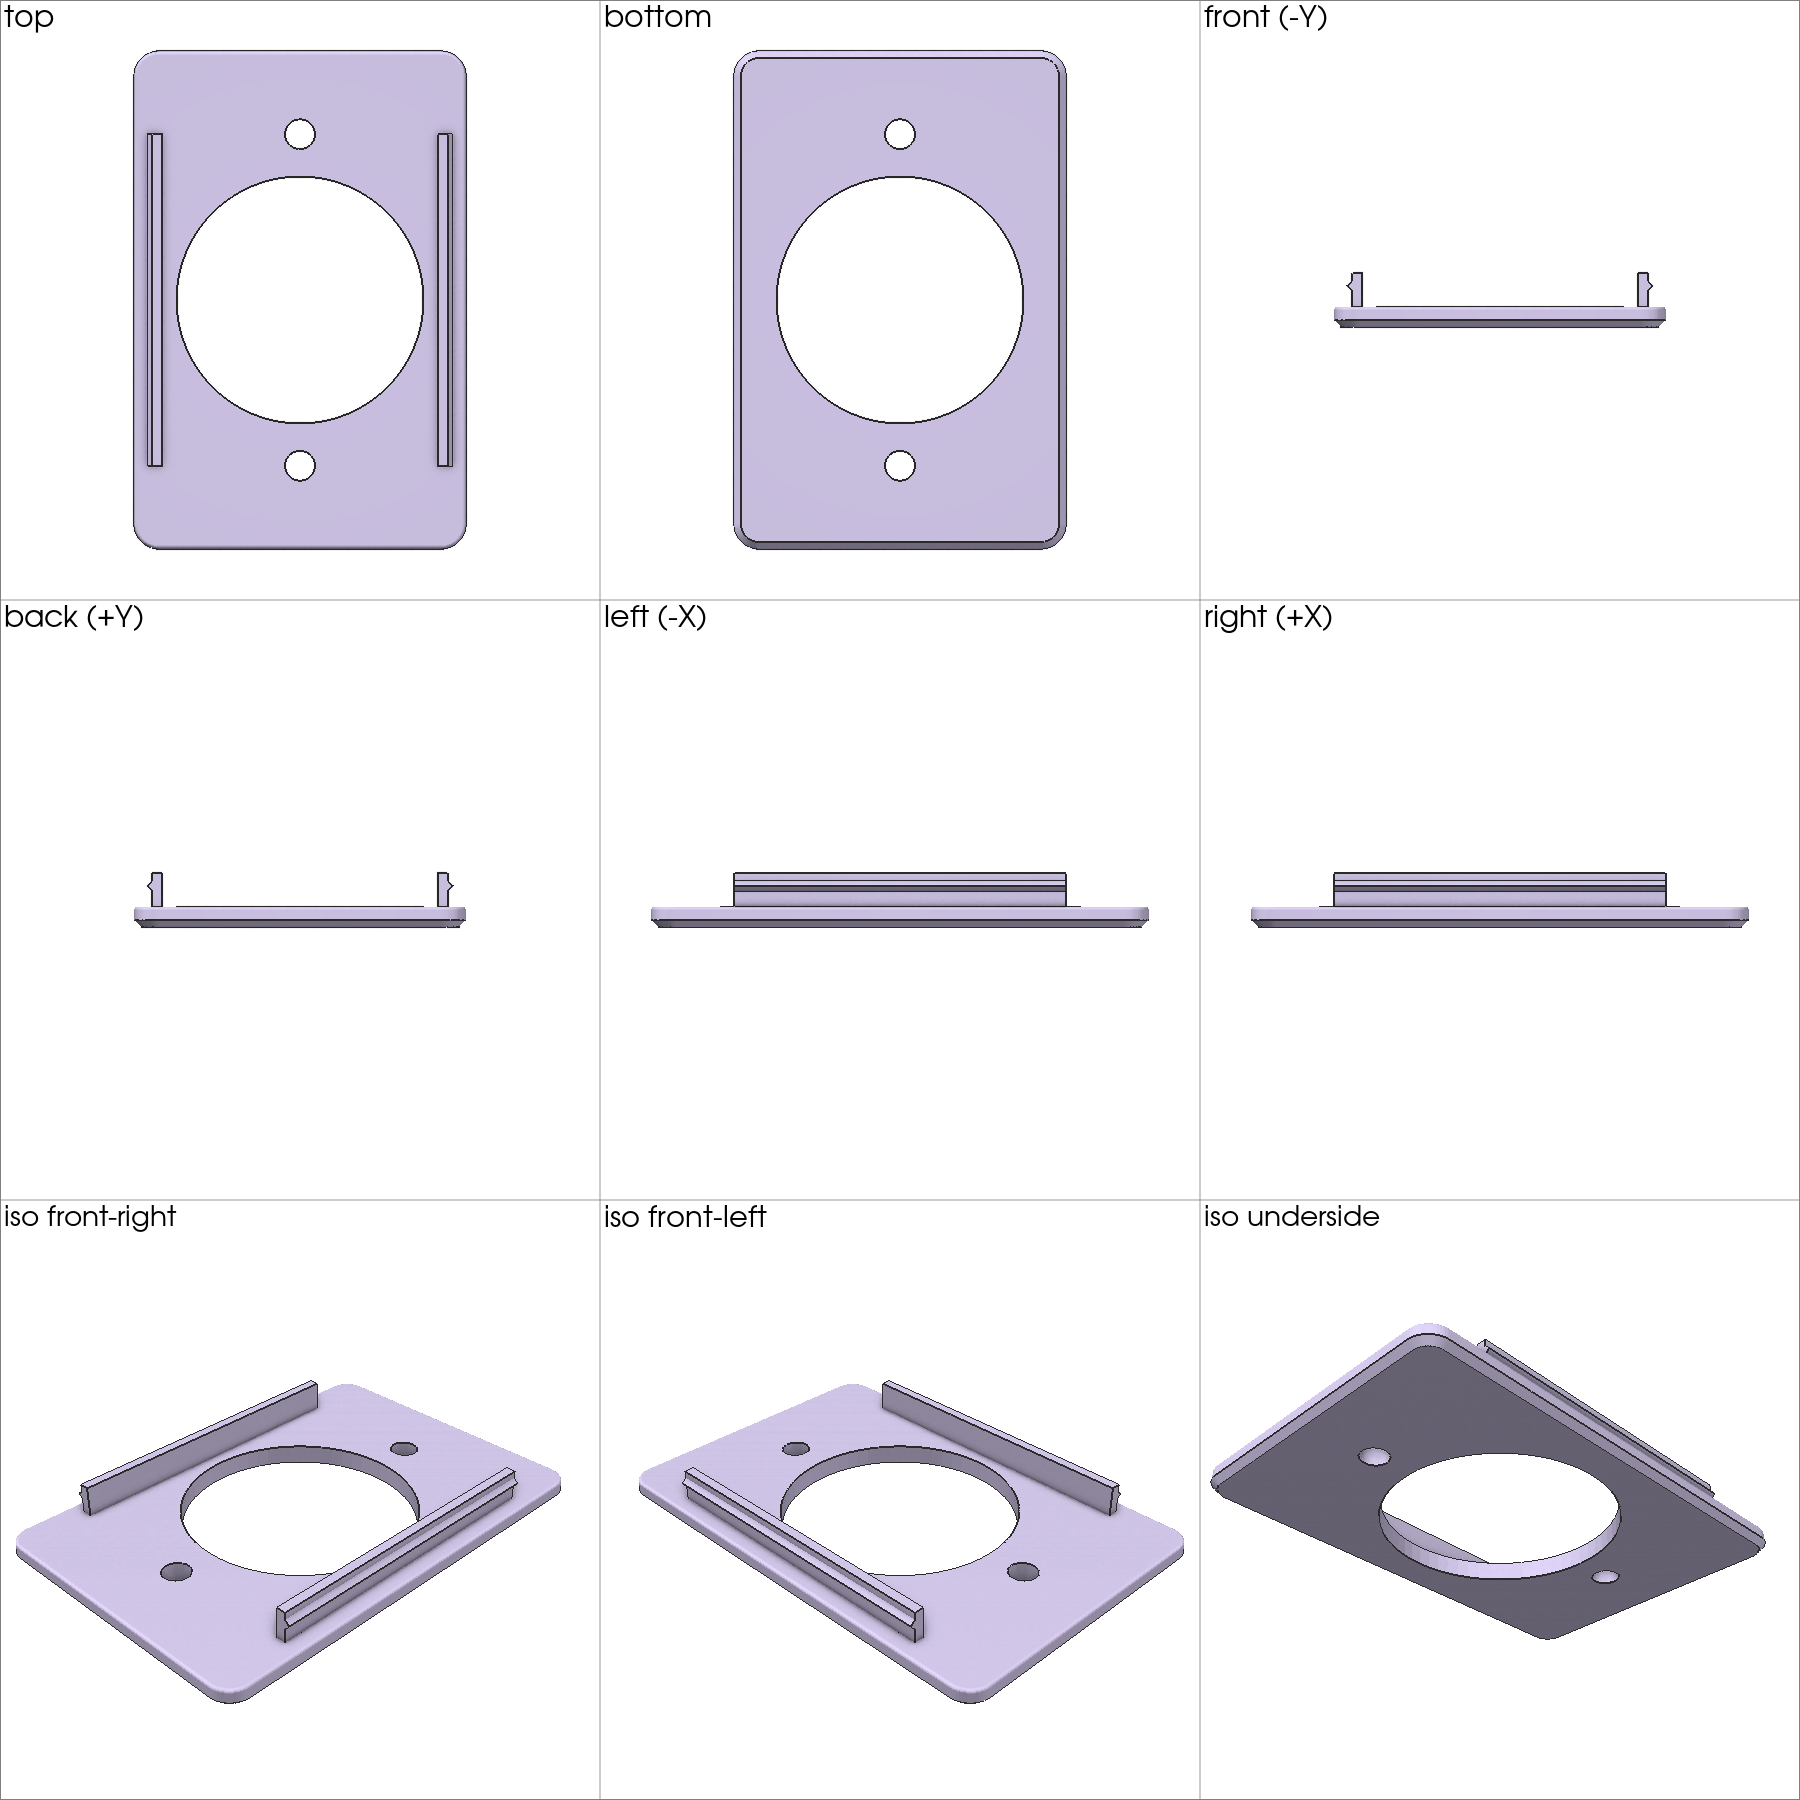 top
bottom
front (-Y)
back (+Y)
left (-X)
right (+X)
iso front-right
iso front-left
iso underside